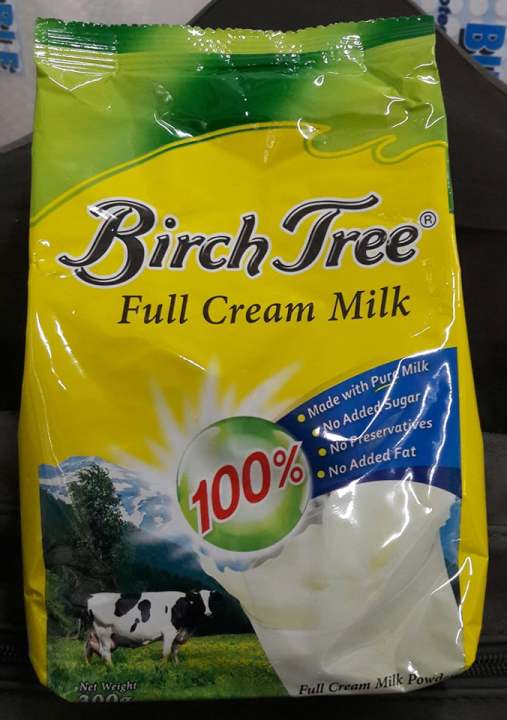 Birch Tree®
Full Cream Milk
• Made with Pure Milk
• No Added Sugar
• No Preservatives
• No Added Fat
100%
Net Weight
300g
Full Cream Milk Powder